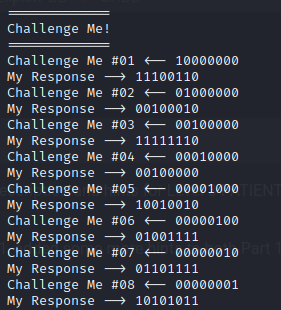 ===============
Challenge Me!
===============
Challenge Me #01 <-- 10000000
My Response --> 11100110
Challenge Me #02 <-- 01000000
My Response --> 00100010
Challenge Me #03 <-- 00100000
My Response --> 11111110
Challenge Me #04 <-- 00010000
My Response --> 00100000
Challenge Me #05 <-- 00001000
My Response --> 10010010
Challenge Me #06 <-- 00000100
My Response --> 01001111
Challenge Me #07 <-- 00000010
My Response --> 01101111
Challenge Me #08 <-- 00000001
My Response --> 10101011